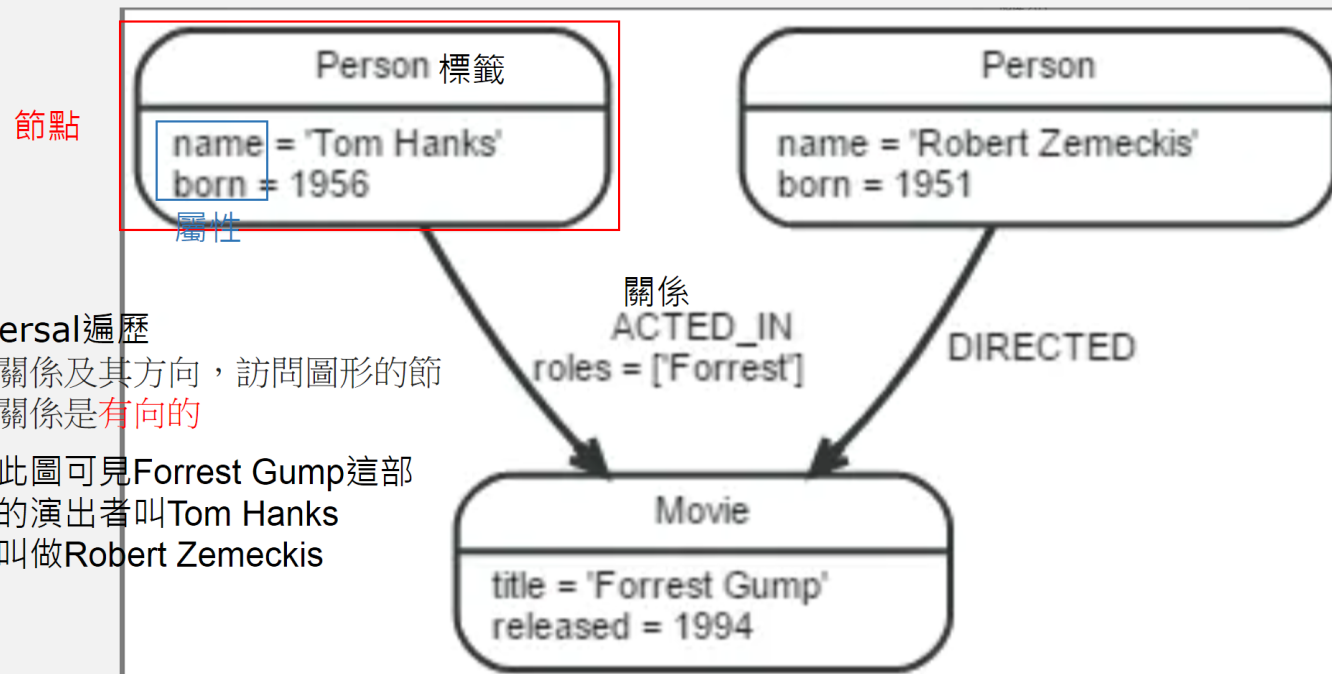 Person 標籤
name = 'Tom Hanks'
born = 1956
節點
屬性
Person
name = 'Robert Zemeckis'
born = 1951
關係
ACTED_IN
roles = ['Forrest']
DIRECTED
ersal遍歷
關係及其方向，訪問圖形的節
關係是有向的
此圖可見Forrest Gump這部
的演出者叫Tom Hanks
叫做Robert Zemeckis
Movie
title = 'Forrest Gump'
released = 1994